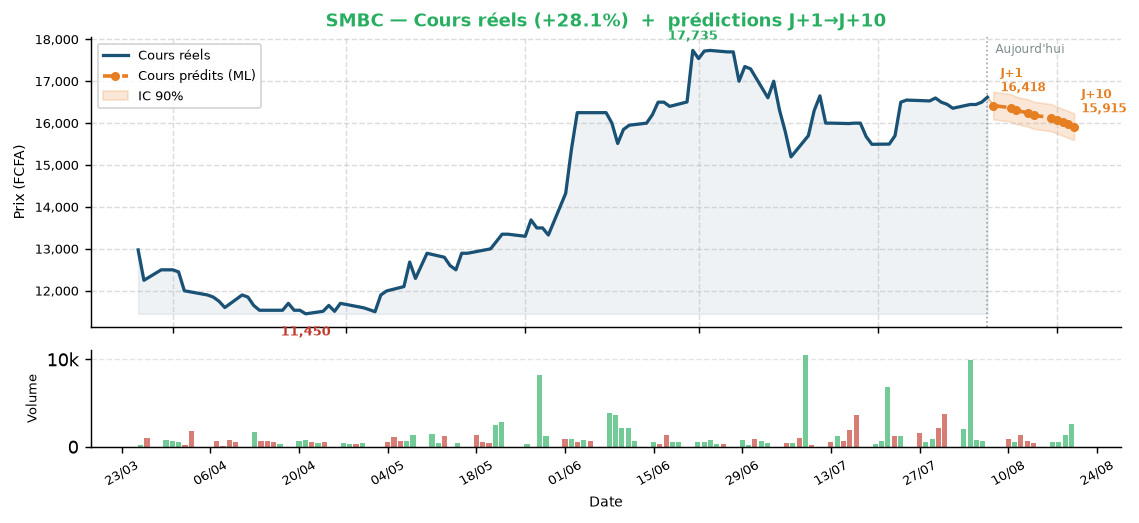 SMBC — Cours réels (+28.1%)  +  prédictions J+1→J+10
17,735
18,000
17,000
16,000
15,000
14,000
13,000
12,000
Prix (FCFA)
Cours réels
Cours prédits (ML)
IC 90%
Aujourd'hui
J+1
16,418
J+10
15,915
11,450
10k
0
Volume
23/03
06/04
20/04
04/05
18/05
01/06
15/06
29/06
13/07
27/07
10/08
24/08
Date